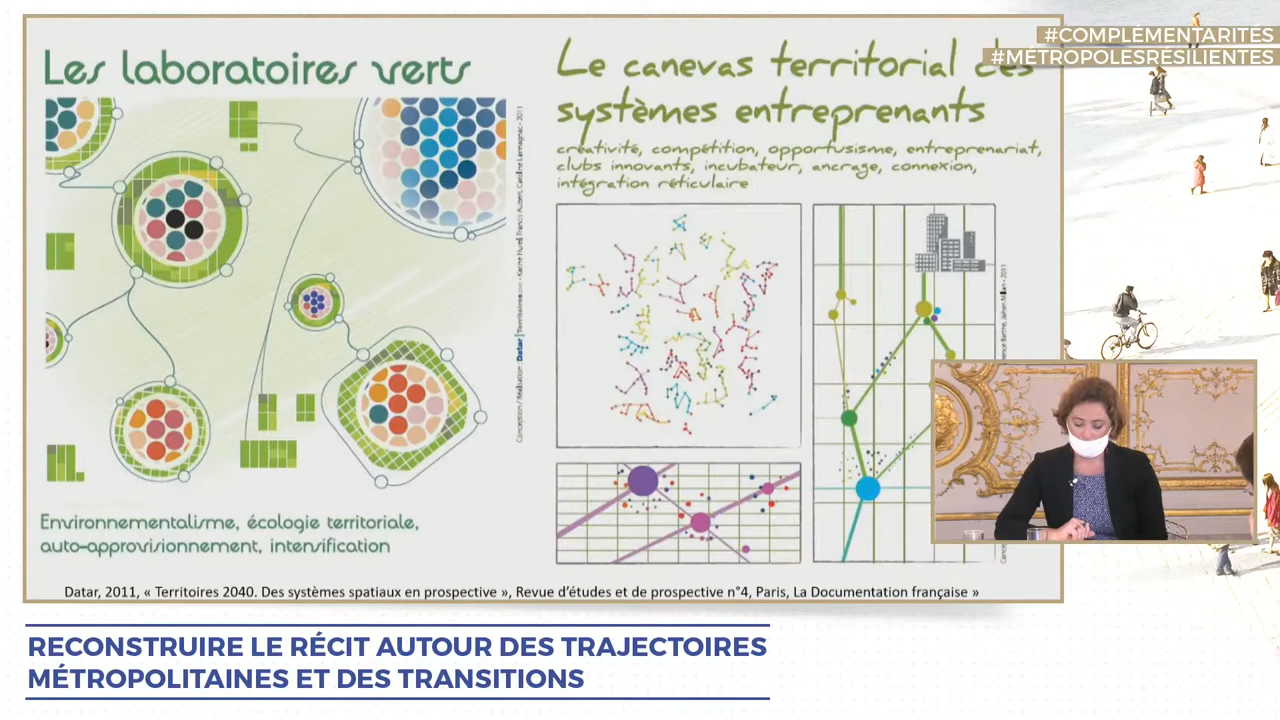 #COMPLÉMENTARITÉS
#MÉTROPOLESRÉSILIENTES
Les laboratoires verts
Environnementalisme, écologie territoriale,
auto-approvisionnement, intensification
Le canevas territorial des
systèmes entreprenants
créativité, compétition, opportunisme, entreprenariat,
clubs innovants, incubateur, ancrage, connexion,
intégration réticulaire
Datar, 2011, « Territoires 2040. Des systèmes spatiaux en prospective », Revue d'études et de prospective n°4, Paris, La Documentation française »
RECONSTRUIRE LE RÉCIT AUTOUR DES TRAJECTOIRES
MÉTROPOLITAINES ET DES TRANSITIONS